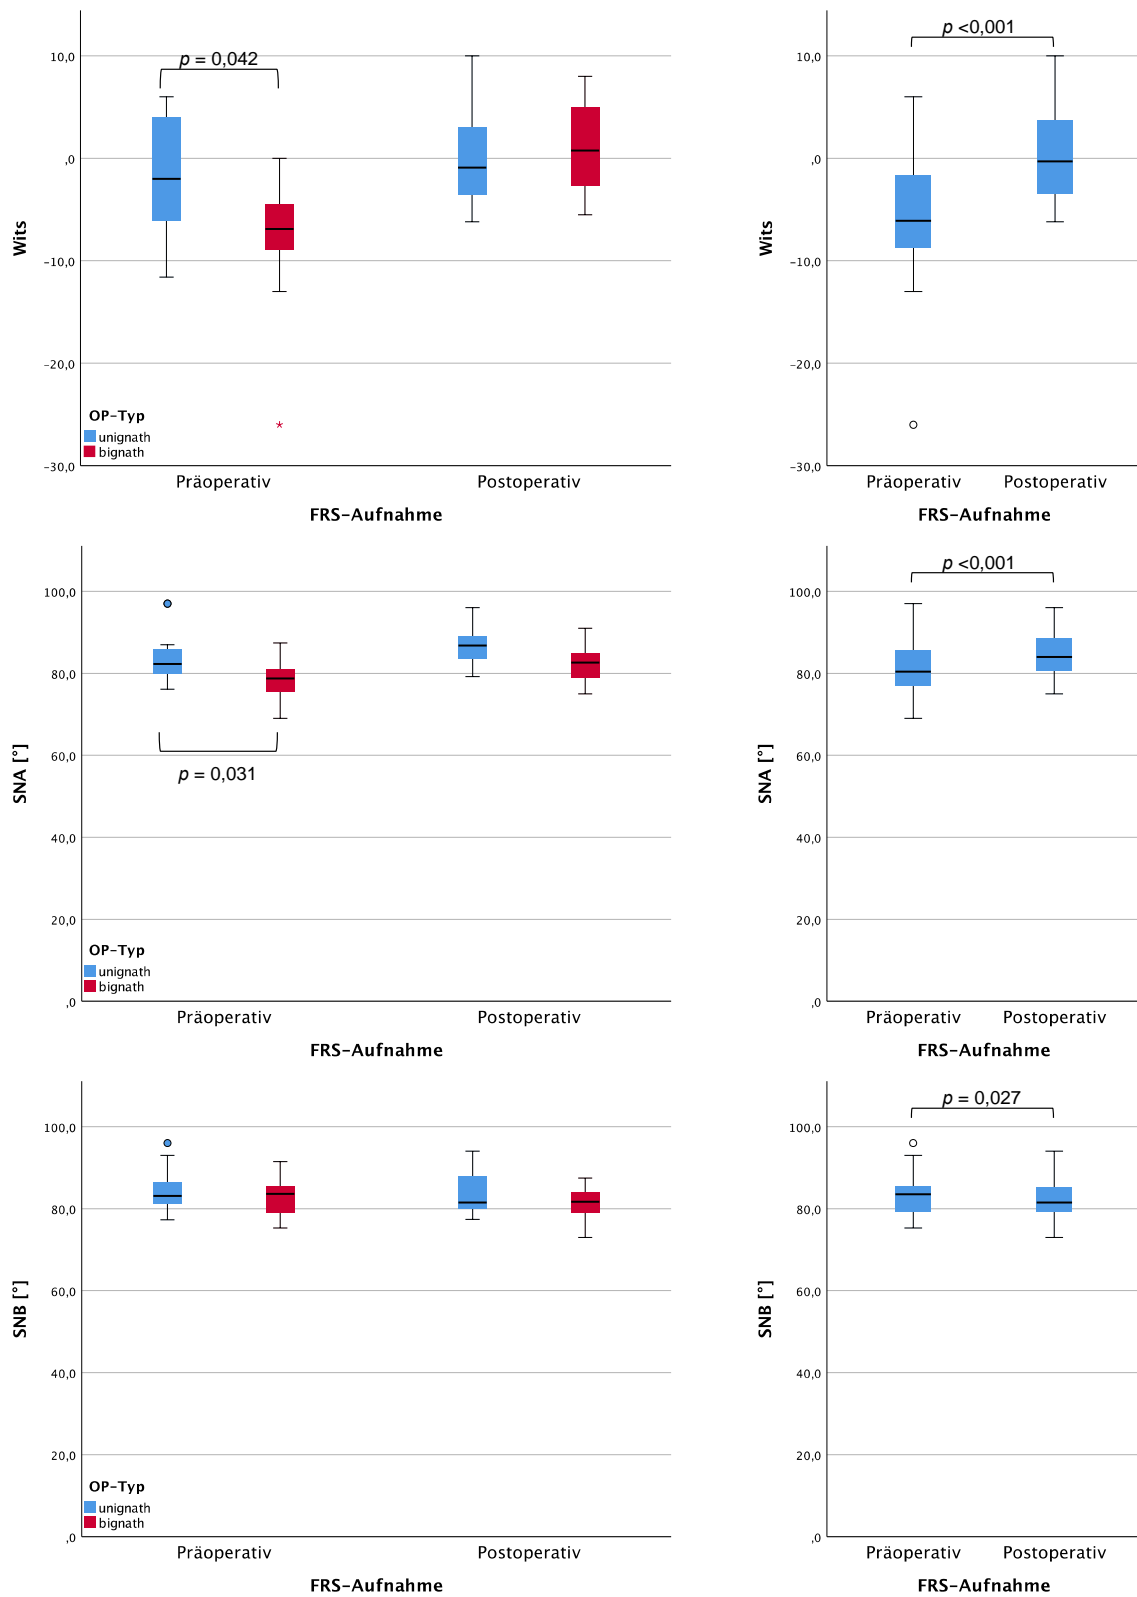 p = 0,042
10,0
,0
-10,0
-20,0
-30,0
Wits
OP-Typ
unignath
bignath
Präoperativ
Postoperativ
FRS-Aufnahme
p <0,001
10,0
,0
-10,0
-20,0
-30,0
Wits
Präoperativ
Postoperativ
FRS-Aufnahme
100,0
80,0
60,0
40,0
20,0
,0
SNA [°]
p = 0,031
OP-Typ
unignath
bignath
Präoperativ
Postoperativ
FRS-Aufnahme
p <0,001
100,0
80,0
60,0
40,0
20,0
,0
SNA [°]
Präoperativ
Postoperativ
FRS-Aufnahme
100,0
80,0
60,0
40,0
20,0
,0
SNB [°]
OP-Typ
unignath
bignath
Präoperativ
Postoperativ
FRS-Aufnahme
p = 0,027
100,0
80,0
60,0
40,0
20,0
,0
SNB [°]
Präoperativ
Postoperativ
FRS-Aufnahme